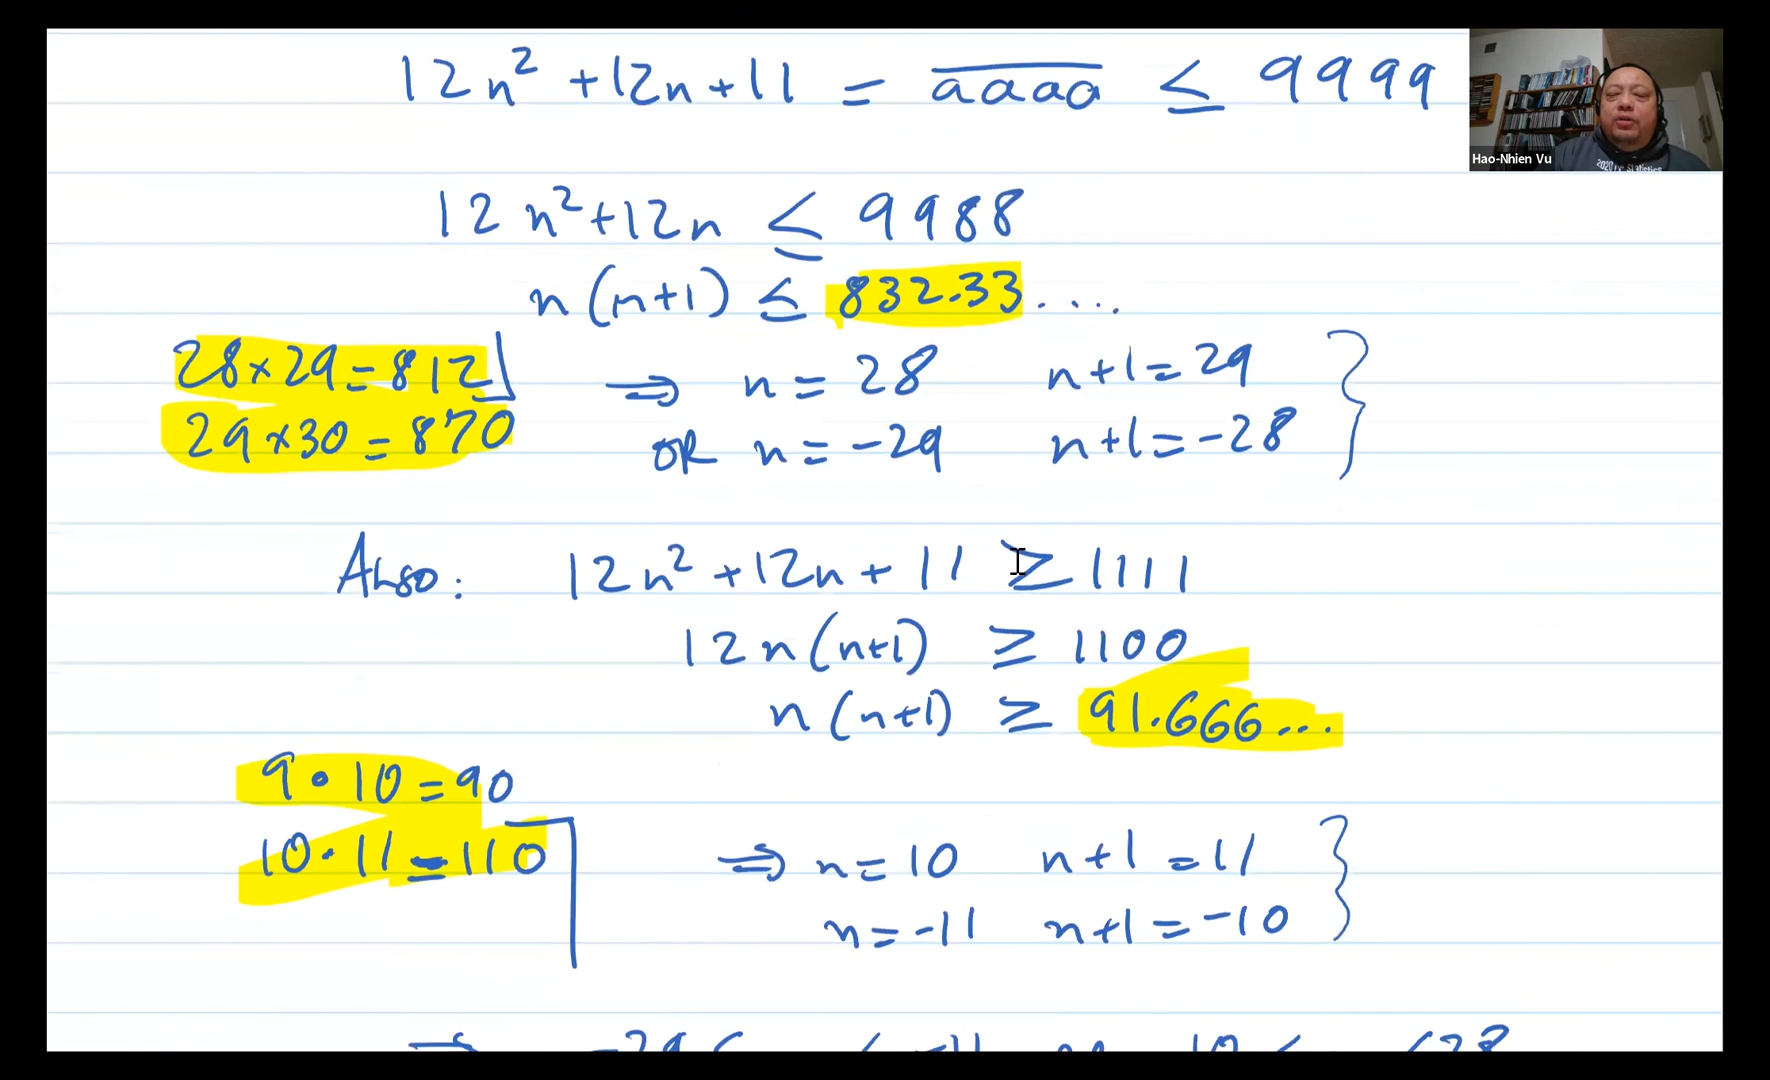 12n² + 12n + 11 = \overline{aaaa} ≤ 9999
Hao-Nhien Vu
12n² + 12n ≤ 9988
n(n+1) ≤ 832.33....
28×29=812 ⇒ n = 28 n+1 = 29
29×30 = 870 OR n = -29 n+1 = -28
Also: 12n² + 12n + 11 ≥ 1111
12n(n+1) ≥ 1100
n(n+1) ≥ 91.666...
9·10=90
10·11=110 ⇒ n = 10 n+1 = 11
n = -11 n+1 = -10